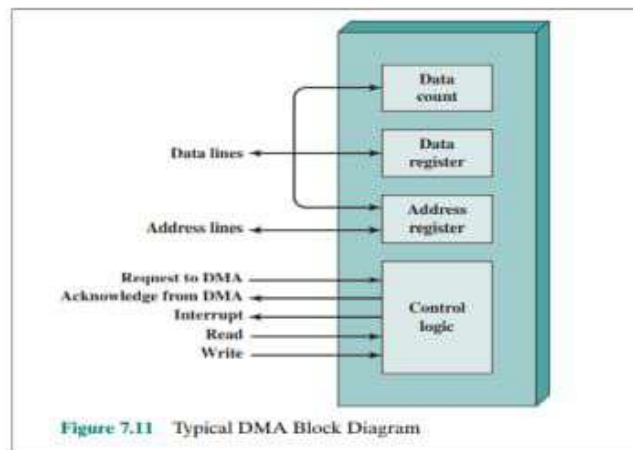 Data
count
Data lines
Data
register
Address lines
Address
register
Request to DMA
Acknowledge from DMA
Interrupt
Read
Write
Control
logic
Figure 7.11 Typical DMA Block Diagram